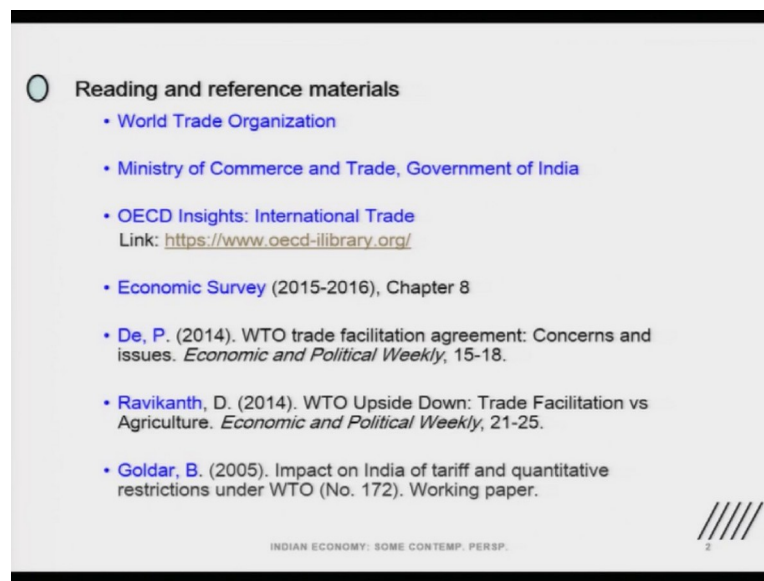 Reading and reference materials
• World Trade Organization
• Ministry of Commerce and Trade, Government of India
• OECD Insights: International Trade
Link: https://www.oecd-ilibrary.org/
• Economic Survey (2015-2016), Chapter 8
• De, P. (2014). WTO trade facilitation agreement: Concerns and
issues. Economic and Political Weekly, 15-18.
• Ravikanth, D. (2014). WTO Upside Down: Trade Facilitation vs
Agriculture. Economic and Political Weekly, 21-25.
• Goldar, B. (2005). Impact on India of tariff and quantitative
restrictions under WTO (No. 172). Working paper.
INDIAN ECONOMY: SOME CONTEMP. PERSP.
2